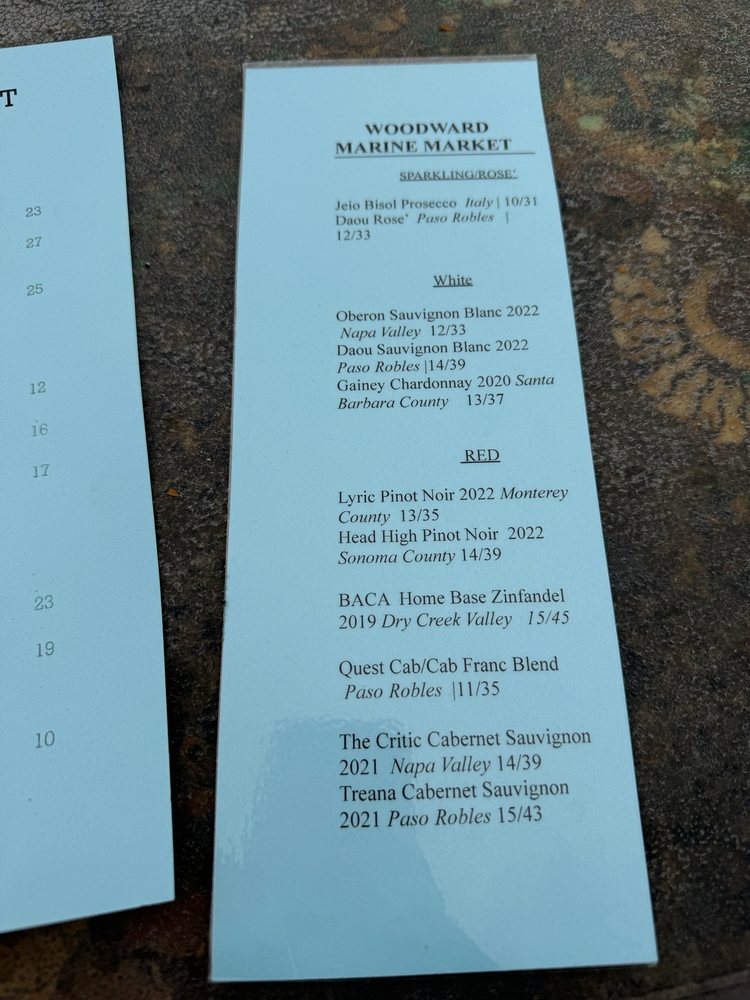 T
23
27
25
12
16
17
23
19
10
WOODWARD
MARINE MARKET
SPARKLING/ROSE'
Jeio Bisol Prosecco Italy | 10/31
Daou Rose' Paso Robles |
12/33
White
Oberon Sauvignon Blanc 2022
Napa Valley 12/33
Daou Sauvignon Blanc 2022
Paso Robles |14/39
Gainey Chardonnay 2020 Santa
Barbara County 13/37
RED
Lyric Pinot Noir 2022 Monterey
County 13/35
Head High Pinot Noir 2022
Sonoma County 14/39
BACA Home Base Zinfandel
2019 Dry Creek Valley 15/45
Quest Cab/Cab Franc Blend
Paso Robles |11/35
The Critic Cabernet Sauvignon
2021 Napa Valley 14/39
Treana Cabernet Sauvignon
2021 Paso Robles 15/43